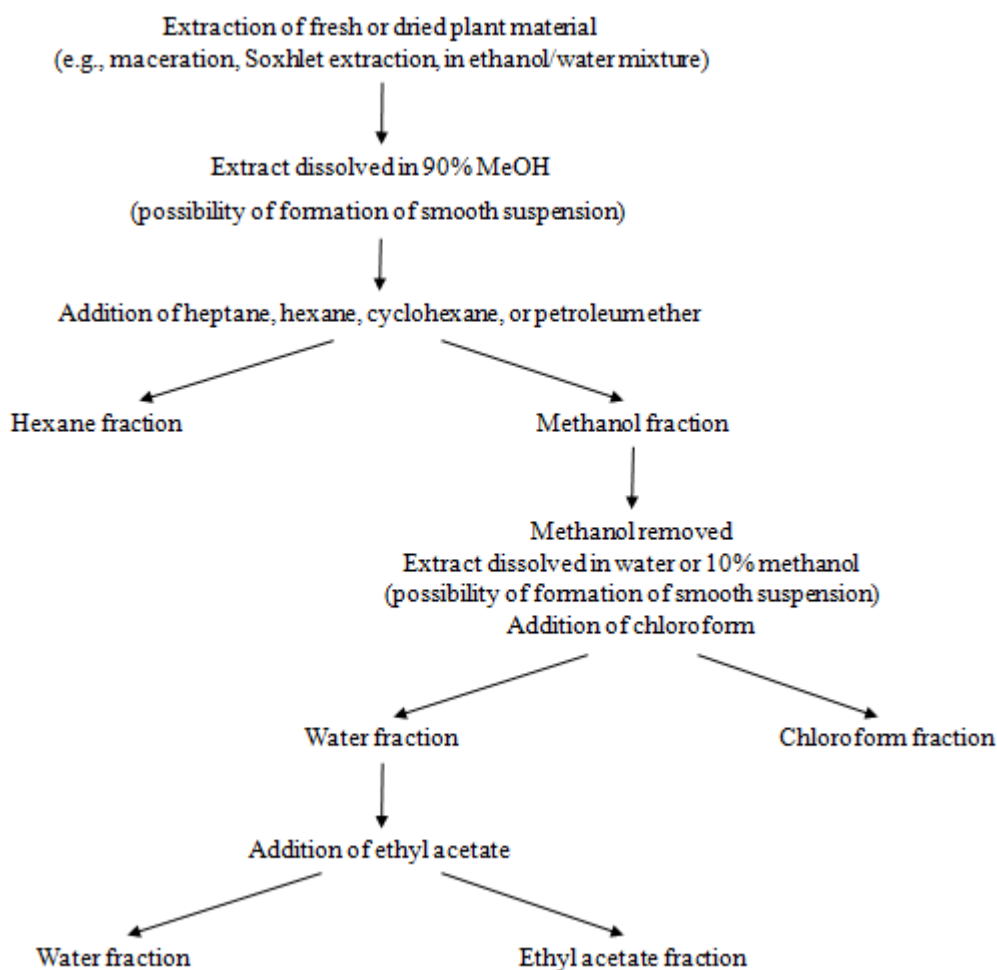 Extraction of fresh or dried plant material
(e.g., maceration, Soxhlet extraction, in ethanol/water mixture)
Extract dissolved in 90% MeOH
(possibility of formation of smooth suspension)
Addition of heptane, hexane, cyclohexane, or petroleum ether
Hexane fraction
Methanol fraction
Methanol removed
Extract dissolved in water or 10% methanol
(possibility of formation of smooth suspension)
Addition of chloroform
Water fraction
Chloroform fraction
Addition of ethyl acetate
Water fraction
Ethyl acetate fraction